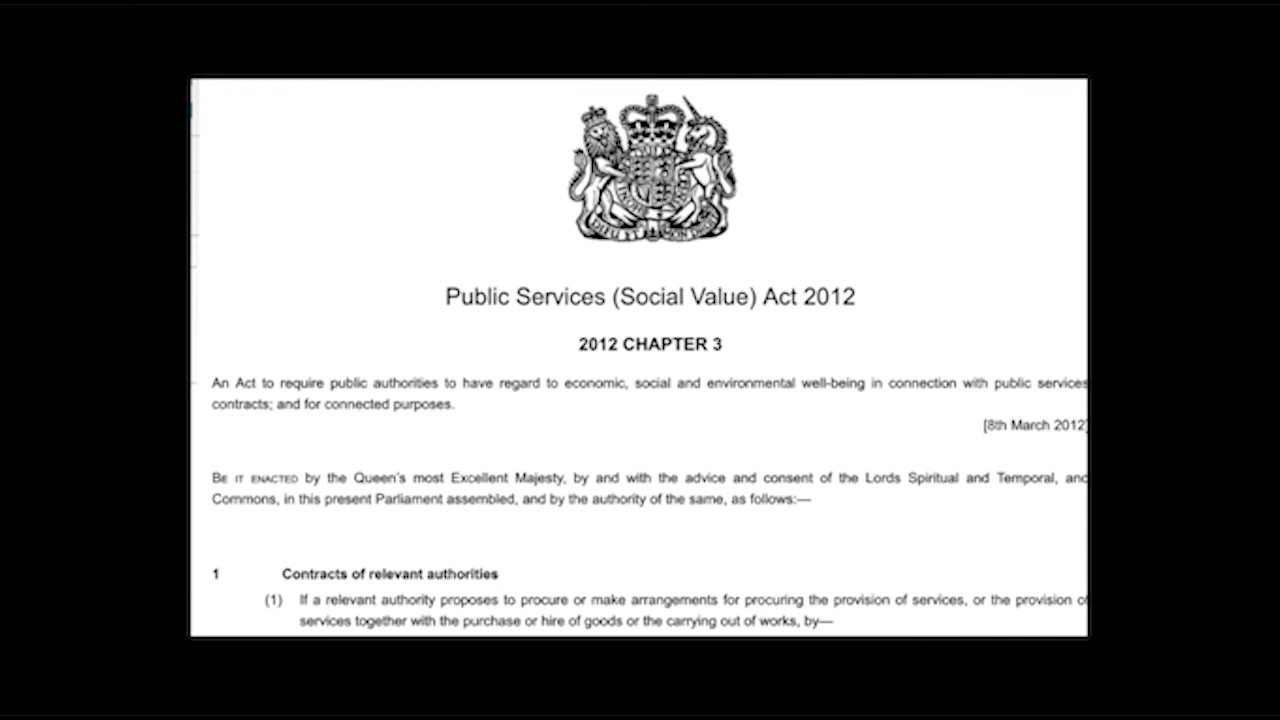 DIEU ET MON DROIT
Public Services (Social Value) Act 2012
2012 CHAPTER 3
An Act to require public authorities to have regard to economic, social and environmental well-being in connection with public services
contracts; and for connected purposes.
[8th March 2012]
BE IT ENACTED by the Queen's most Excellent Majesty, by and with the advice and consent of the Lords Spiritual and Temporal, and
Commons, in this present Parliament assembled, and by the authority of the same, as follows:—
1 Contracts of relevant authorities
(1) If a relevant authority proposes to procure or make arrangements for procuring the provision of services, or the provision of
services together with the purchase or hire of goods or the carrying out of works, by—